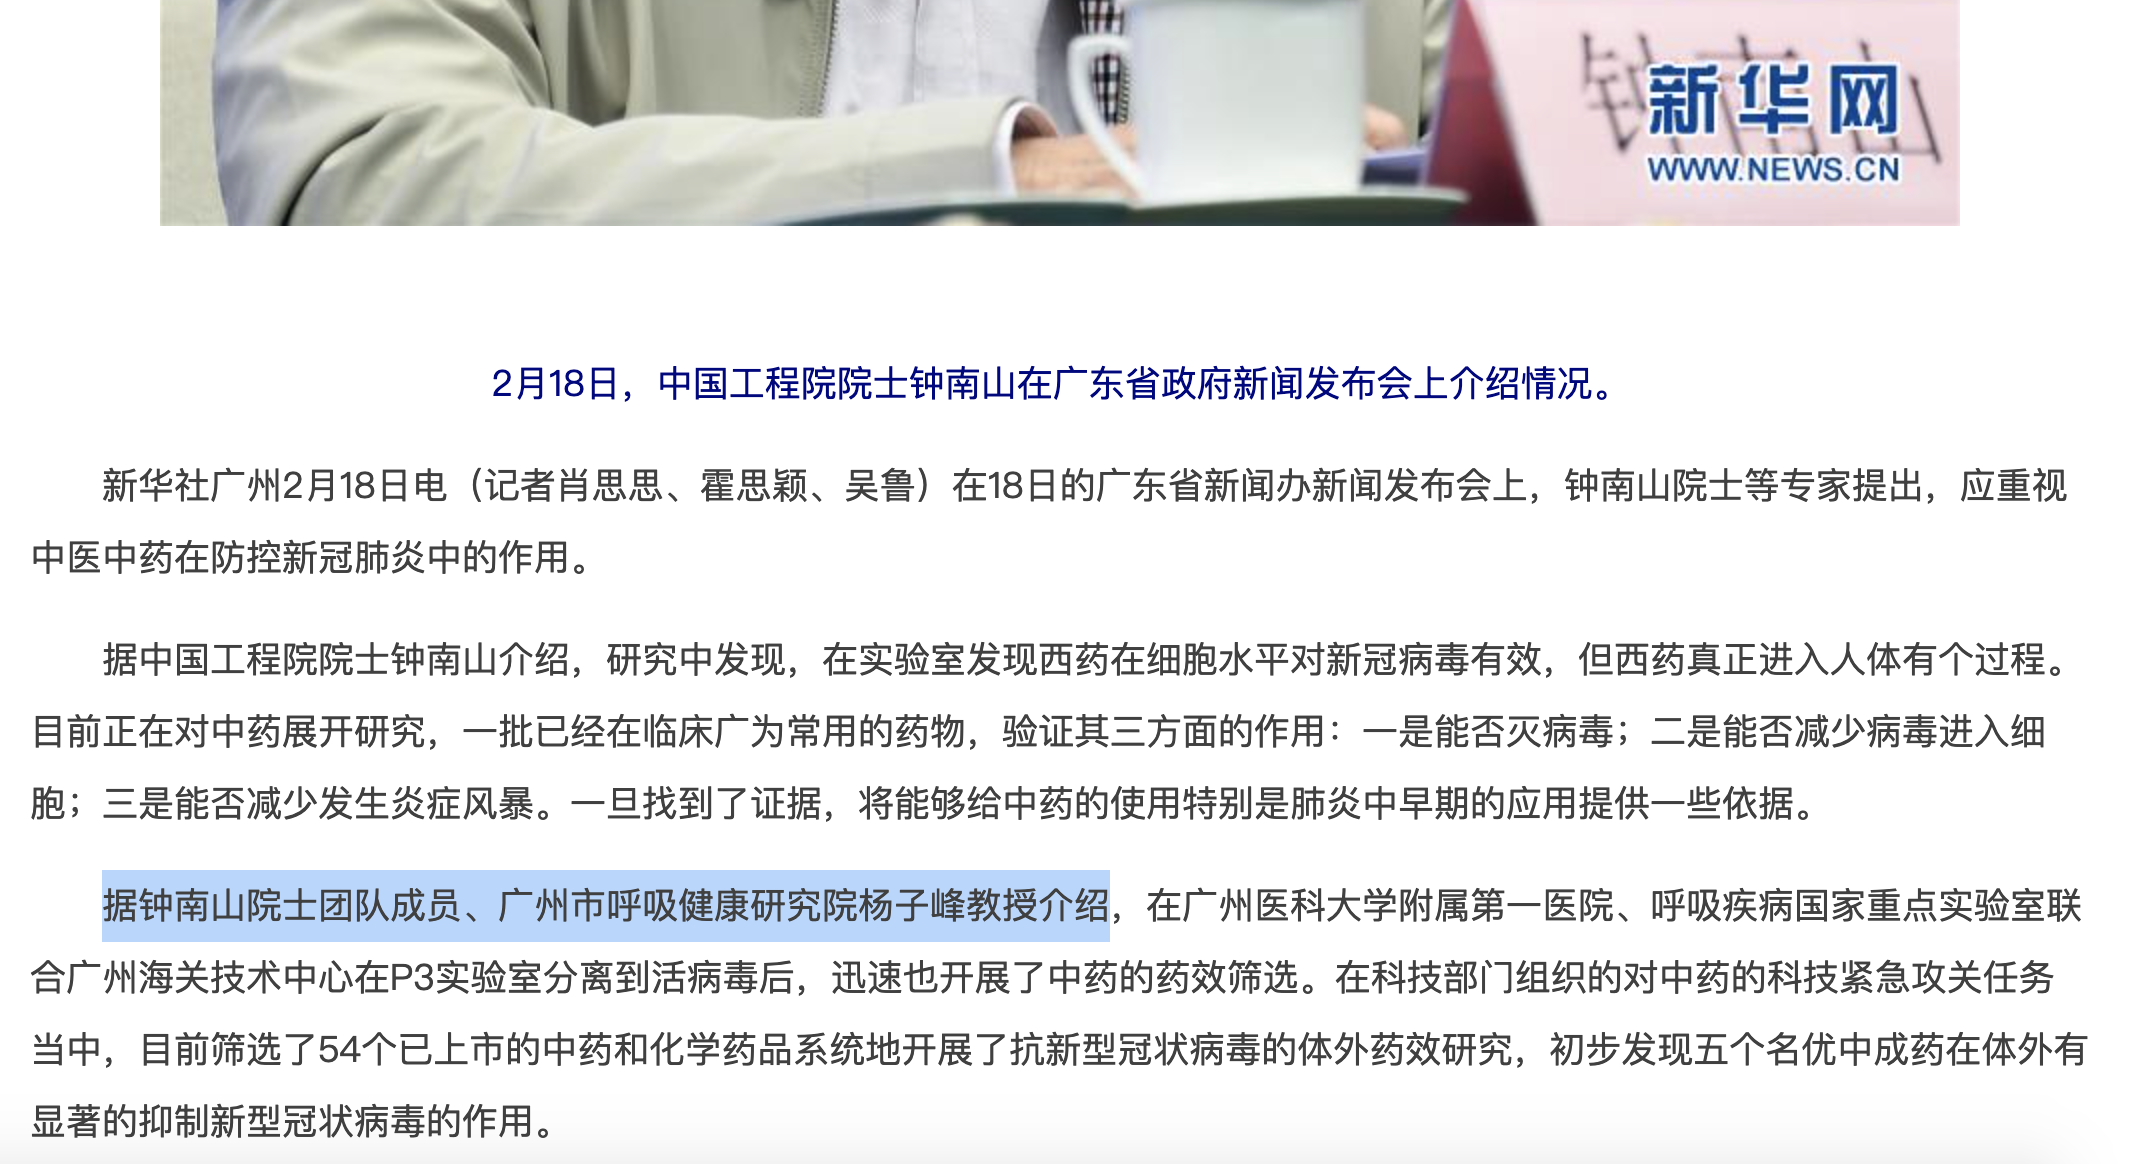 钟南山
新华网
WWW.NEWS.CN
2月18日，中国工程院院士钟南山在广东省政府新闻发布会上介绍情况。
新华社广州2月18日电（记者肖思思、霍思颖、吴鲁）在18日的广东省新闻办新闻发布会上，钟南山院士等专家提出，应重视
中医中药在防控新冠肺炎中的作用。
据中国工程院院士钟南山介绍，研究中发现，在实验室发现西药在细胞水平对新冠病毒有效，但西药真正进入人体有个过程。
目前正在对中药展开研究，一批已经在临床广为常用的药物，验证其三方面的作用：一是能否灭病毒；二是能否减少病毒进入细
胞；三是能否减少发生炎症风暴。一旦找到了证据，将能够给中药的使用特别是肺炎中早期的应用提供一些依据。
据钟南山院士团队成员、广州市呼吸健康研究院杨子峰教授介绍，在广州医科大学附属第一医院、呼吸疾病国家重点实验室联
合广州海关技术中心在P3实验室分离到活病毒后，迅速也开展了中药的药效筛选。在科技部门组织的对中药的科技紧急攻关任务
当中，目前筛选了54个已上市的中药和化学药品系统地开展了抗新型冠状病毒的体外药效研究，初步发现五个名优中成药在体外有
显著的抑制新型冠状病毒的作用。